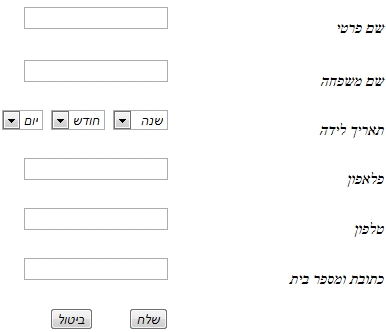 שם פרטי
שם משפחה
תאריך לידה שנה חודש יום
פלאפון
טלפון
כתובת ומספר בית
שלח ביטול